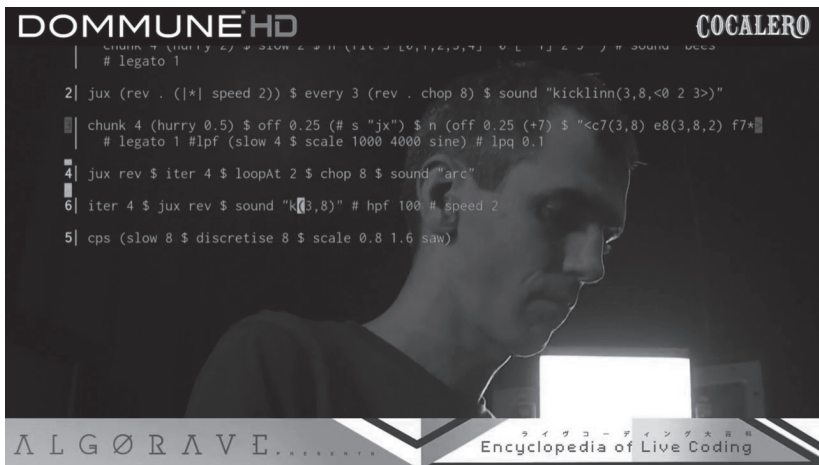 DOMMUNE HD
COCALERO
# legato 1
2| jux (rev . (|*| speed 2)) $ every 3 (rev . chop 8) $ sound "kicklinn(3,8,<0 2 3>)"
3| chunk 4 (hurry 0.5) $ off 0.25 (# s "jx") $ n (off 0.25 (+7) $ "<c7(3,8) e8(3,8,2) f7*
# legato 1 #lpf (slow 4 $ scale 1000 4000 sine) # lpq 0.1
4| jux rev $ iter 4 $ loopAt 2 $ chop 8 $ sound "arc"
6| iter 4 $ jux rev $ sound "k(3,8)" # hpf 100 # speed 2
5| cps (slow 8 $ discretise 8 $ scale 0.8 1.6 saw)
ΛLGØRΛVE........
ライヴコーディング大百科
Encyclopedia of Live Coding